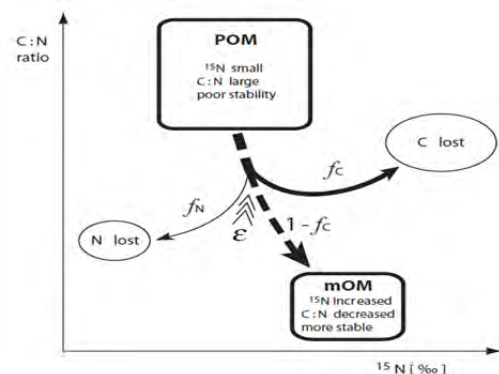 C:N
ratio
POM
¹⁵N small
C:N large
poor stability
C lost
fC
fN
N lost
ε
1-fC
mOM
¹⁵N Increased
C:N decreased
more stable
¹⁵N [‰]